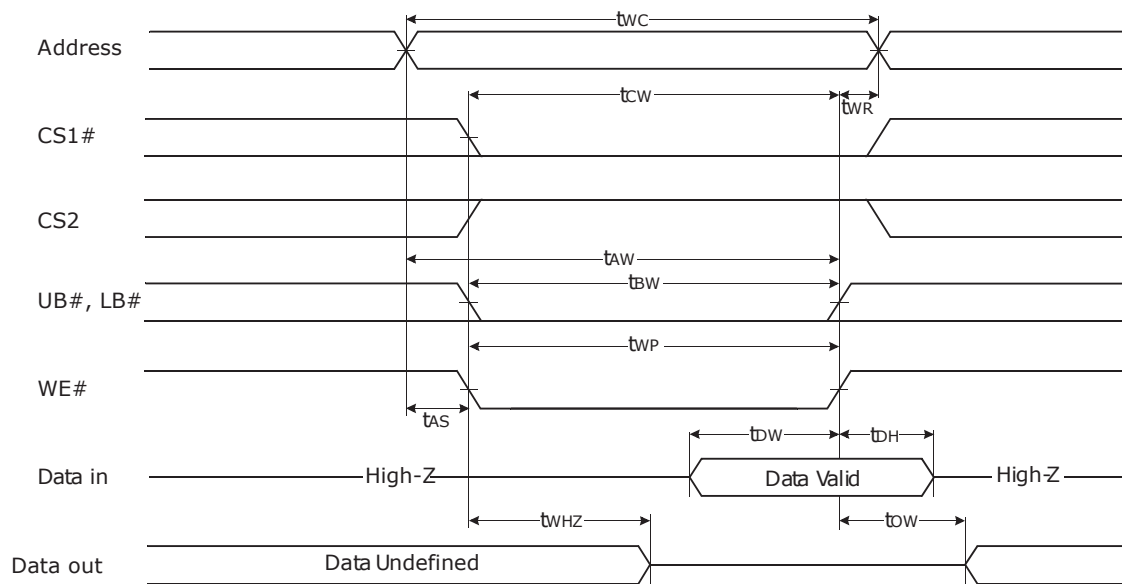 tWC
Address
tCW
tWR
CS1#
CS2
tAW
tBW
UB#, LB#
tWP
WE#
tAS
tDW
tDH
Data in
High-Z
Data Valid
High-Z
tWHZ
tOW
Data out
Data Undefined